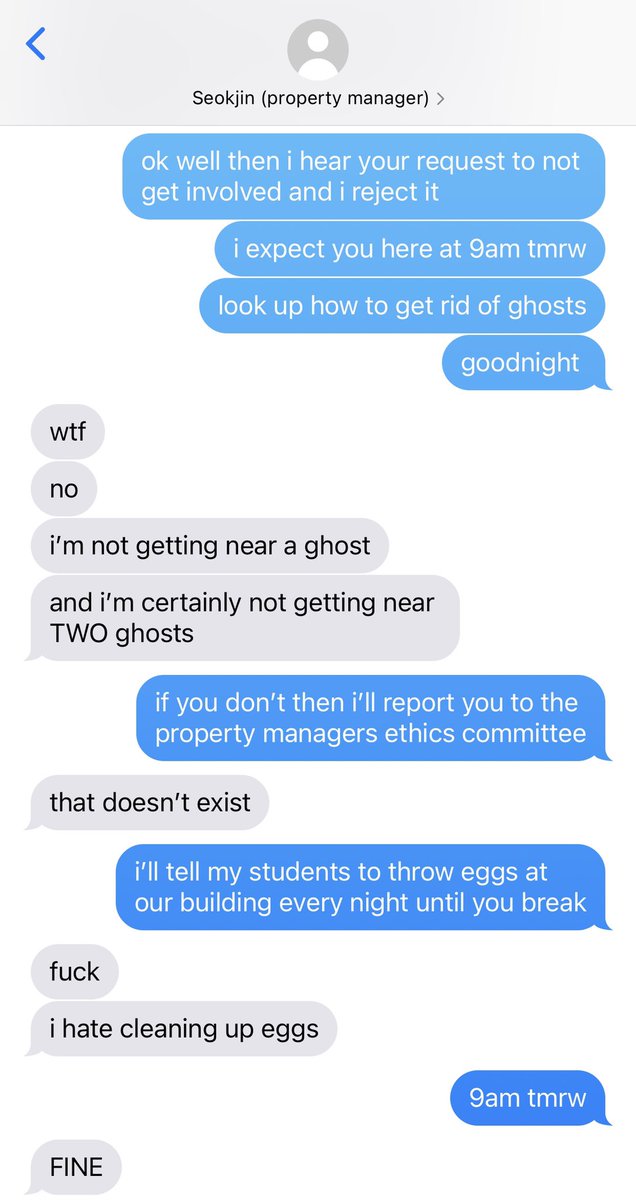 Seokjin (property manager)
ok well then i hear your request to not
get involved and i reject it
i expect you here at 9am tmrw
look up how to get rid of ghosts
goodnight
wtf
no
i’m not getting near a ghost
and i’m certainly not getting near
TWO ghosts
if you don’t then i’ll report you to the
property managers ethics committee
that doesn’t exist
i’ll tell my students to throw eggs at
our building every night until you break
fuck
i hate cleaning up eggs
9am tmrw
FINE